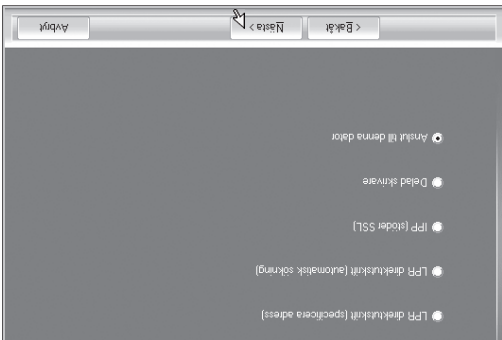 LPR direktutskrift (specificera adress)
LPR direktutskrift (automatisk sökning)
IPP (stöder SSL)
Delad skrivare
Anslut till denna dator
< Bakåt
Nästa >
Avbryt